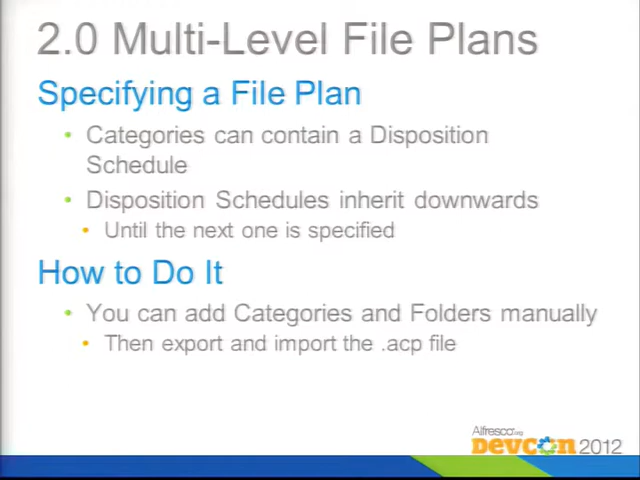 2.0 Multi-Level File Plans
Specifying a File Plan
• Categories can contain a Disposition
Schedule
• Disposition Schedules inherit downwards
• Until the next one is specified
How to Do It
• You can add Categories and Folders manually
• Then export and import the .acp file
Alfresco.org
Devcon 2012